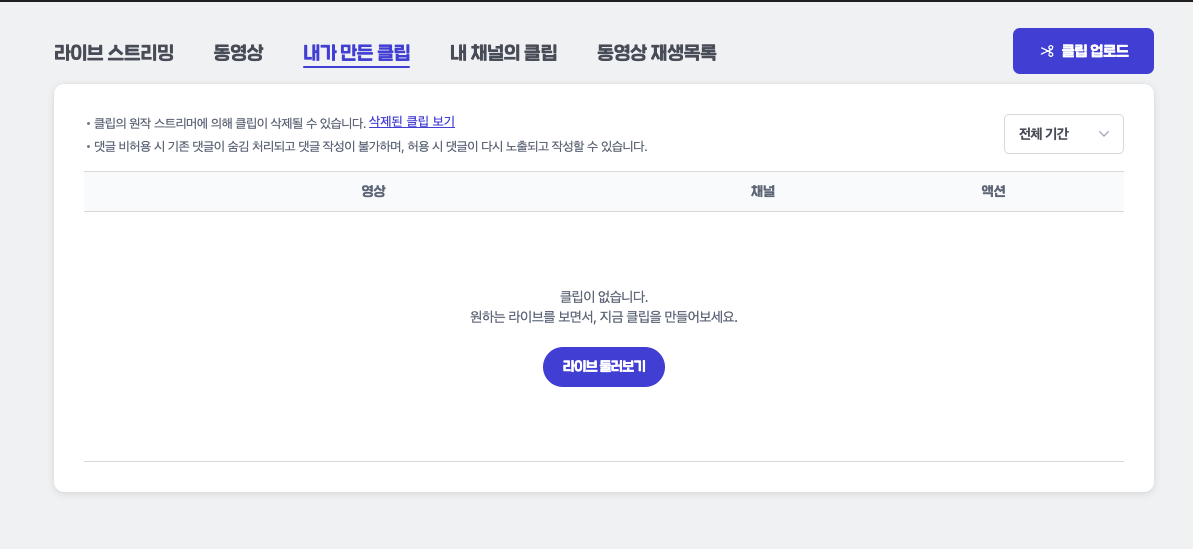 라이브 스트리밍 동영상 내가 만든 클립 내 채널의 클립 동영상 재생목록 클립 업로드
• 클립의 원작 스트리머에 의해 클립이 삭제될 수 있습니다. 삭제된 클립 보기
• 댓글 비허용 시 기존 댓글이 숨김 처리되고 댓글 작성이 불가하며, 허용 시 댓글이 다시 노출되고 작성할 수 있습니다.
전체 기간
영상 채널 액션
클립이 없습니다.
원하는 라이브를 보면서, 지금 클립을 만들어보세요.
라이브 둘러보기